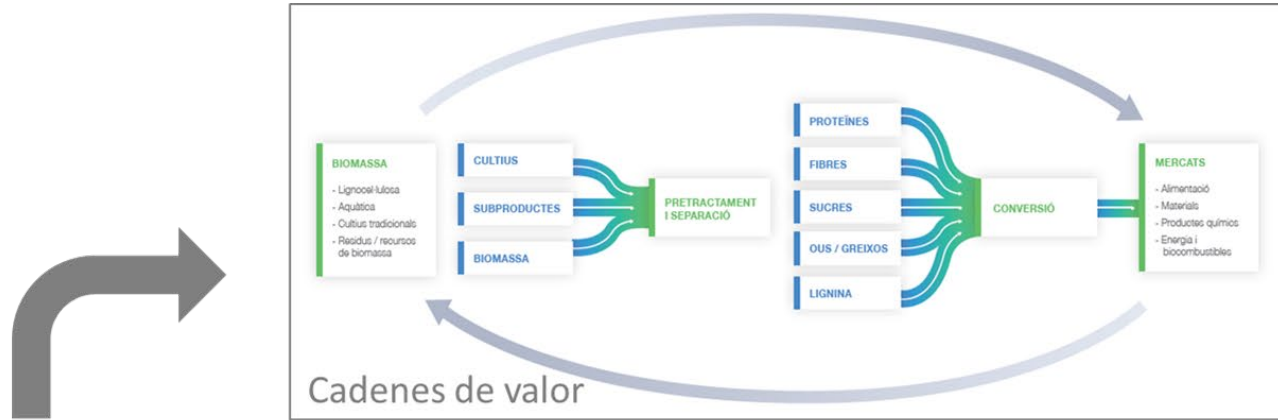 BIOMASSA
- Lignocel·lulosa
- Aquàtica
- Cultius tradicionals
- Residus / recursos
de biomassa
CULTIUS
SUBPRODUCTES
BIOMASSA
PRETRACTAMENT
I SEPARACIÓ
PROTEÏNES
FIBRES
SUCRES
OUS / GREIXOS
LIGNINA
CONVERSIÓ
MERCATS
- Alimentació
- Materials
- Productes químics
- Energia i
biocombustibles
Cadenes de valor